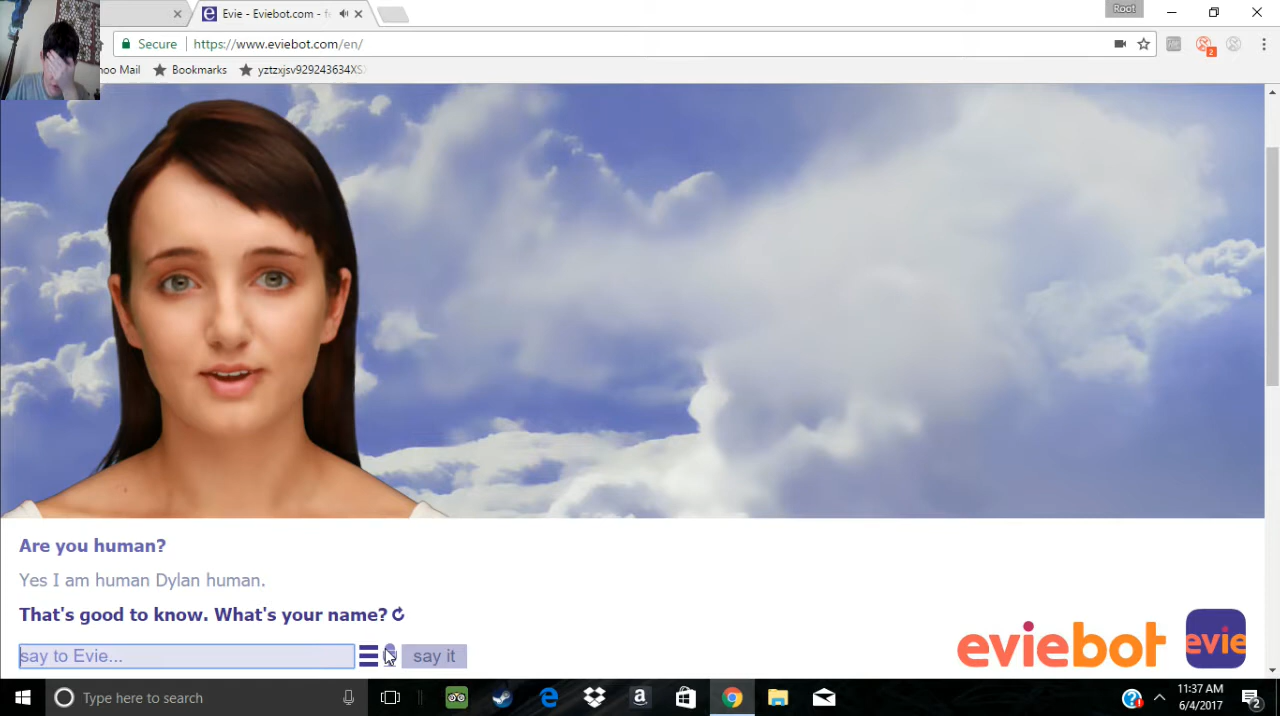 Root
Evie - Eviebot.com - f
Secure https://www.eviebot.com/en/
oo Mail Bookmarks yztzxjsv929243634XS
2
Are you human?
Yes I am human Dylan human.
That's good to know. What's your name?
say to Evie... say it
eviebot evie
Type here to search
11:37 AM
6/4/2017
2